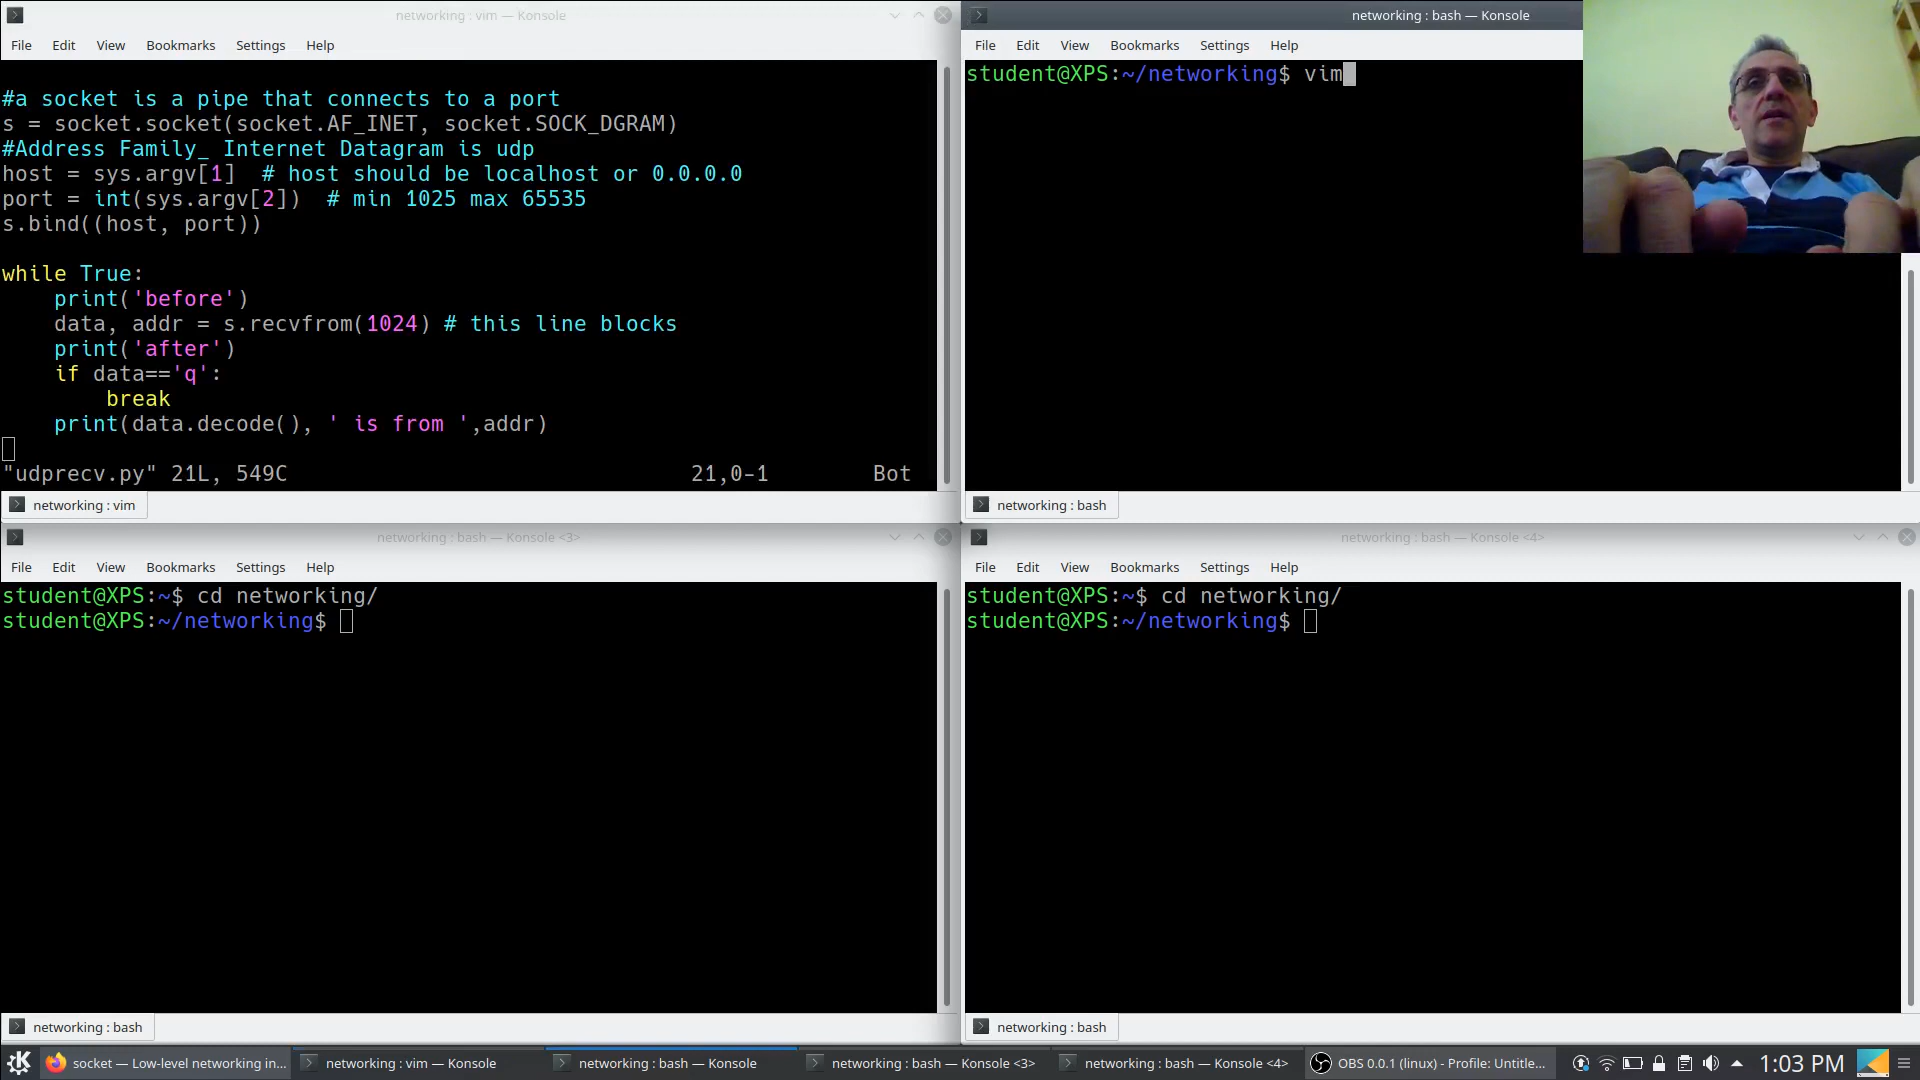 networking : vim — Konsole
File Edit View Bookmarks Settings Help
#a socket is a pipe that connects to a port
s = socket.socket(socket.AF_INET, socket.SOCK_DGRAM)
#Address Family_ Internet Datagram is udp
host = sys.argv[1]  # host should be localhost or 0.0.0.0
port = int(sys.argv[2])  # min 1025 max 65535
s.bind((host, port))
while True:
    print('before')
    data, addr = s.recvfrom(1024) # this line blocks
    print('after')
    if data=='q':
        break
    print(data.decode(), ' is from ',addr)
"udprecv.py" 21L, 549C 21,0-1 Bot
networking : vim
networking : bash — Konsole
File Edit View Bookmarks Settings Help
student@XPS:~/networking$ vim
networking : bash
networking : bash — Konsole <3>
File Edit View Bookmarks Settings Help
student@XPS:~$ cd networking/
student@XPS:~/networking$
networking : bash
networking : bash — Konsole <4>
File Edit View Bookmarks Settings Help
student@XPS:~$ cd networking/
student@XPS:~/networking$
networking : bash
socket — Low-level networking in... networking : vim — Konsole networking : bash — Konsole networking : bash — Konsole <3> networking : bash — Konsole <4> OBS 0.0.1 (linux) - Profile: Untitle... 1:03 PM